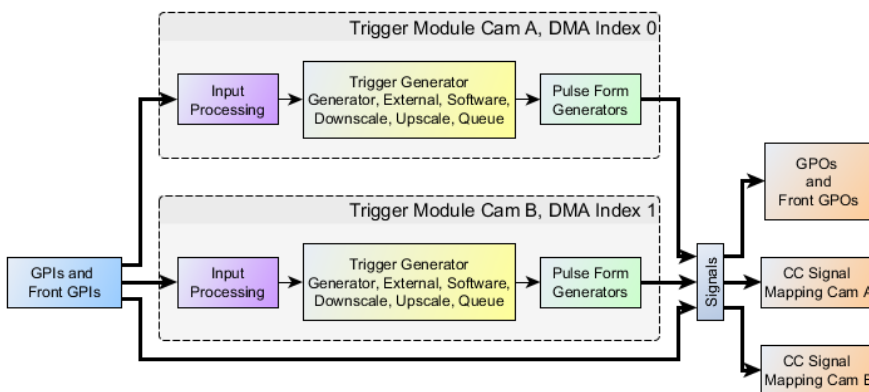 Trigger Module Cam A, DMA Index 0
Input
Processing
Trigger Generator
Generator, External, Software,
Downscale, Upscale, Queue
Pulse Form
Generators
Trigger Module Cam B, DMA Index 1
GPIs and
Front GPIs
Input
Processing
Trigger Generator
Generator, External, Software,
Downscale, Upscale, Queue
Pulse Form
Generators
Signals
GPOs
and
Front GPOs
CC Signal
Mapping Cam A
CC Signal
Mapping Cam B